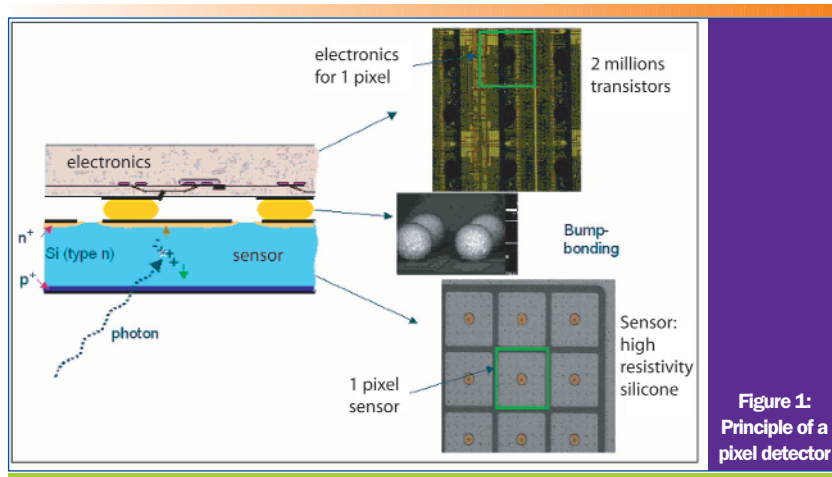 electronics
for 1 pixel
2 millions
transistors
electronics
n+
Si (type n)
sensor
p+
photon
Bump-
bonding
1 pixel
sensor
Sensor:
high
resistivity
silicone
Figure 1:
Principle of a
pixel detector